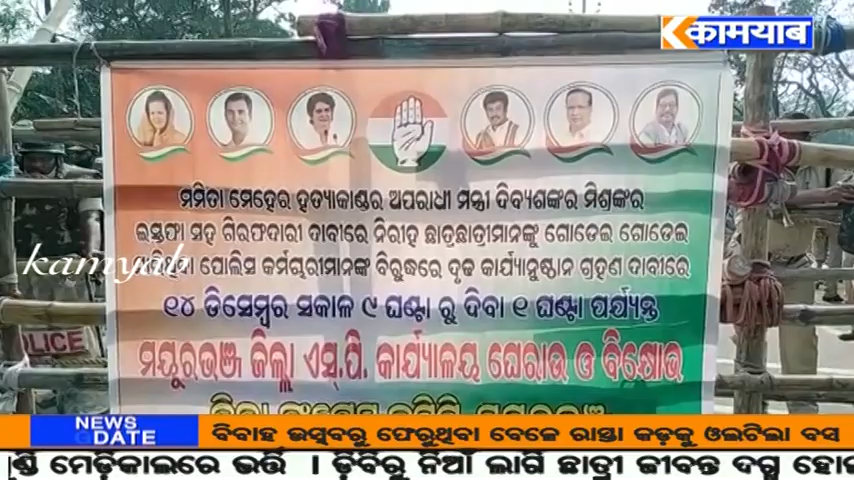 କାମଯାବ
ମମିତା ମେହେର ହତ୍ୟାକାଣ୍ଡର ଅପରାଧୀ ମନ୍ତ୍ରୀ ଦିବ୍ୟଶଙ୍କର ମିଶ୍ରଙ୍କର
ଇସ୍ତଫା ସହ ଗିରଫଦାରୀ ଦାବୀରେ ନିରୀହ ଛାତ୍ରଛାତ୍ରୀମାନଙ୍କୁ ଗୋଡେଇ ଗୋଡେଇ
ପୋଲିସ କର୍ମଚାରୀମାନଙ୍କ ବିରୁଦ୍ଧରେ ଦୃଢ କାର୍ଯ୍ୟାନୁଷ୍ଠାନ ଗ୍ରହଣ ଦାବୀରେ
kamyab
୧୪ ଡିସେମ୍ବର ସକାଳ ୯ ଘଣ୍ଟା ରୁ ଦିବା ୧ ଘଣ୍ଟା ପର୍ଯ୍ୟନ୍ତ
POLICE
ମୟୂରଭଞ୍ଜ ଜିଲ୍ଲା ଏସ୍.ପି. କାର୍ଯ୍ୟାଳୟ ଘେରାଉ ଓ ବିକ୍ଷୋଭ
NEWS
UPDATE
ବିବାହ ଉତ୍ସବରୁ ଫେରୁଥିବା ବେଳେ ରାସ୍ତା କଡ଼କୁ ଓଲଟିଲା ବସ
ମେଡ଼ିକାଲରେ ଭର୍ତ୍ତି । ଡ଼ିବିରୁ ନିଆଁ ଲାଗି ଛାତ୍ରୀ ଜୀବନ୍ତ ଦଗ୍ଧ